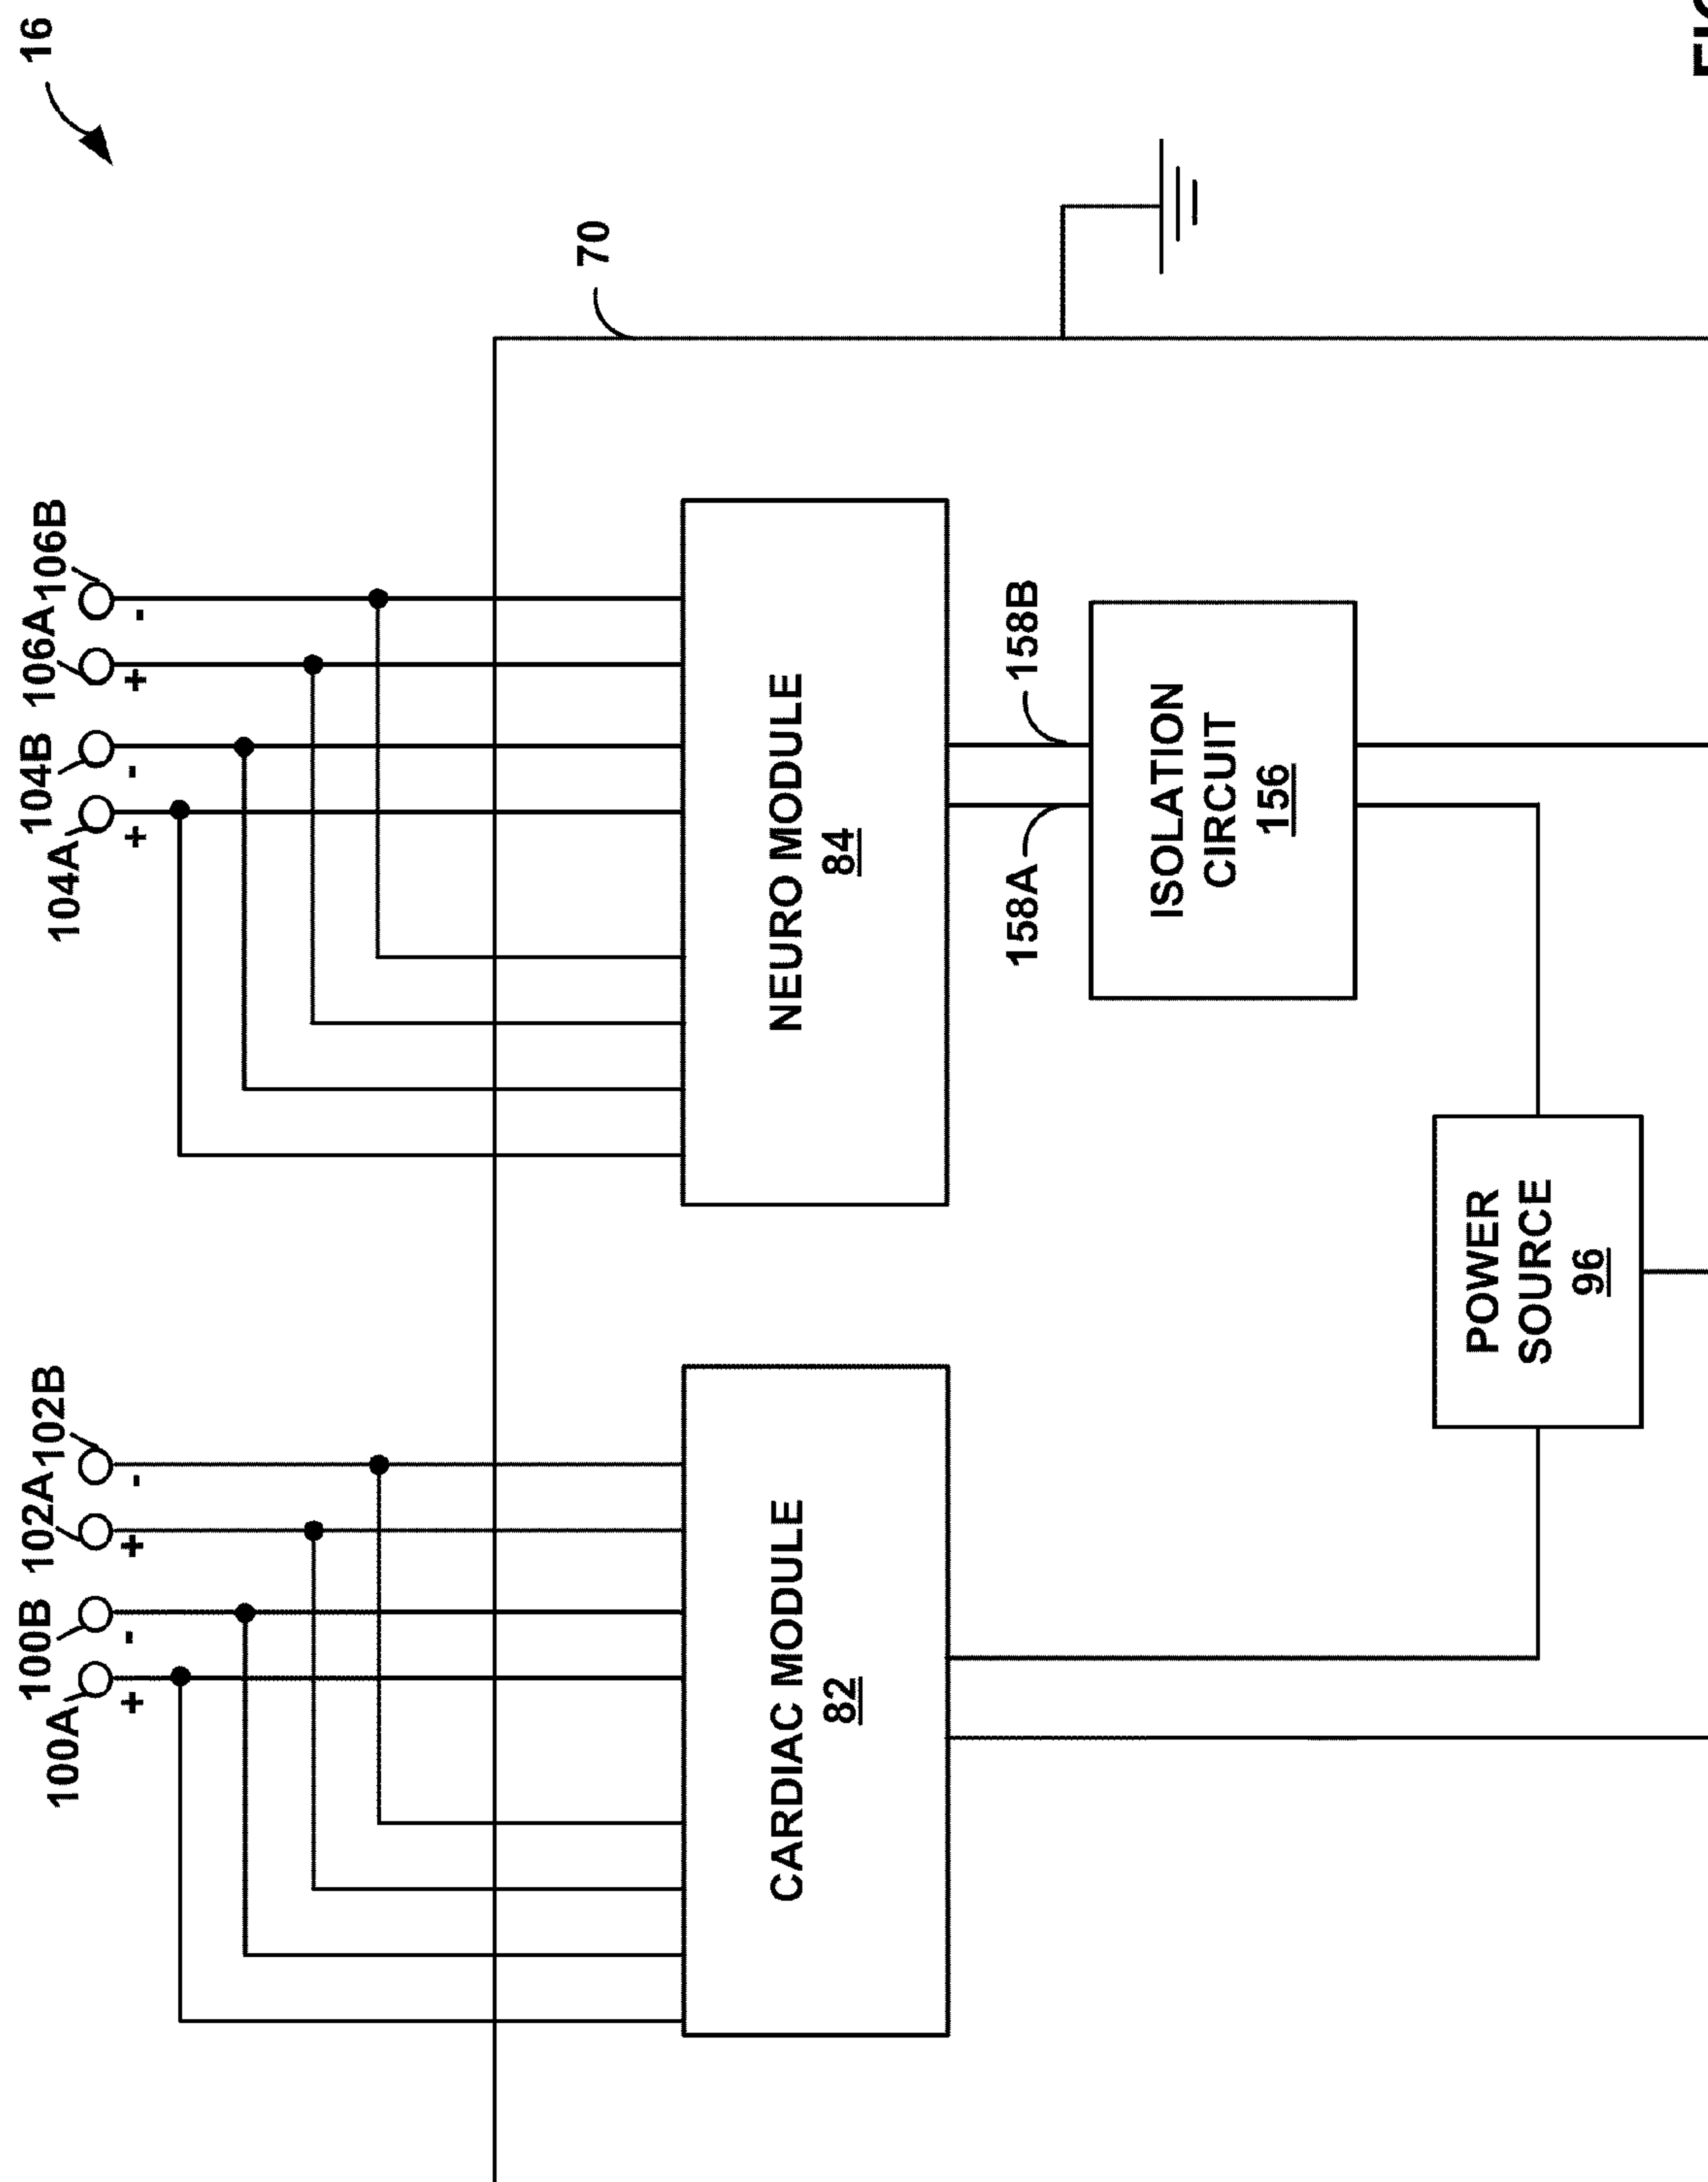 16
70
106B
106A
104B
104A
-
+
-
+
NEURO MODULE
84
158B
158A
ISOLATION
CIRCUIT
156
102B
102A
100B
100A
-
+
-
+
CARDIAC MODULE
82
POWER
SOURCE
96